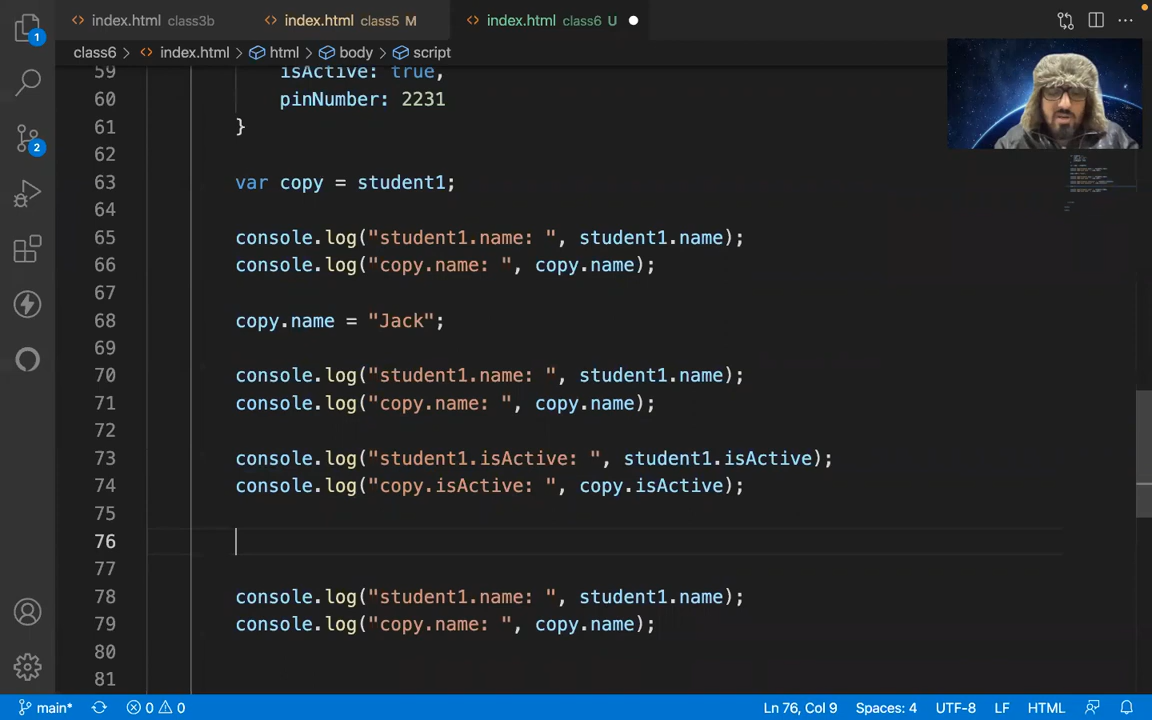 index.html class3b
index.html class5 M
index.html class6 U
class6 > index.html > html > body > script
59 isActive: true,
60 pinNumber: 2231
61 }
62
63 var copy = student1;
64
65 console.log("student1.name: ", student1.name);
66 console.log("copy.name: ", copy.name);
67
68 copy.name = "Jack";
69
70 console.log("student1.name: ", student1.name);
71 console.log("copy.name: ", copy.name);
72
73 console.log("student1.isActive: ", student1.isActive);
74 console.log("copy.isActive: ", copy.isActive);
75
76
77
78 console.log("student1.name: ", student1.name);
79 console.log("copy.name: ", copy.name);
80
81
1
2
main* 0 0 Ln 76, Col 9 Spaces: 4 UTF-8 LF HTML